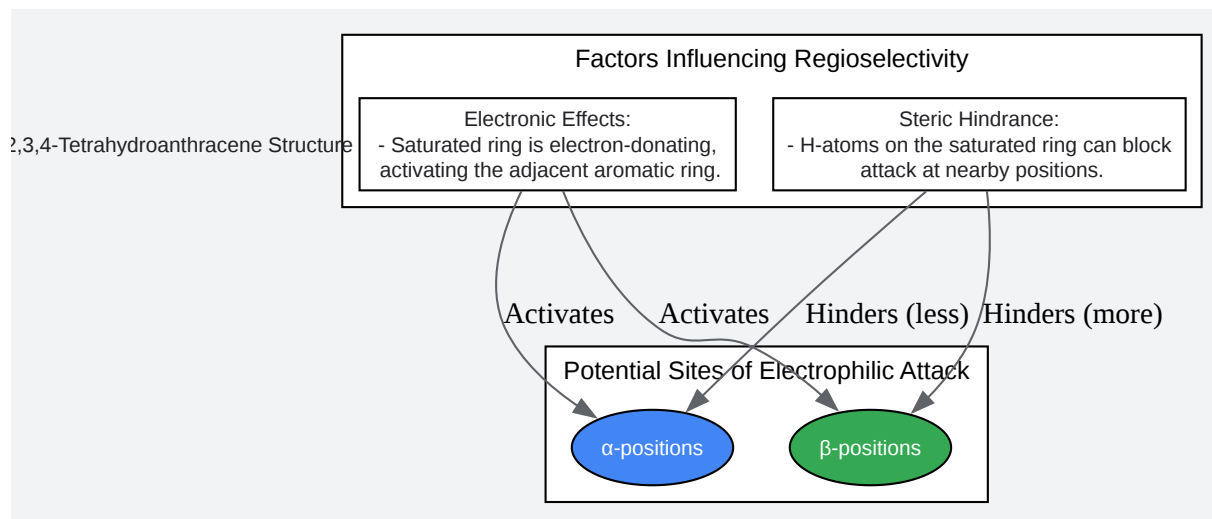 Factors Influencing Regioselectivity
2,3,4-Tetrahydroanthracene Structure
Electronic Effects:
- Saturated ring is electron-donating,
activating the adjacent aromatic ring.
Steric Hindrance:
- H-atoms on the saturated ring can block
attack at nearby positions.
Activates
Activates
Hinders (less)
Hinders (more)
Potential Sites of Electrophilic Attack
α-positions
β-positions